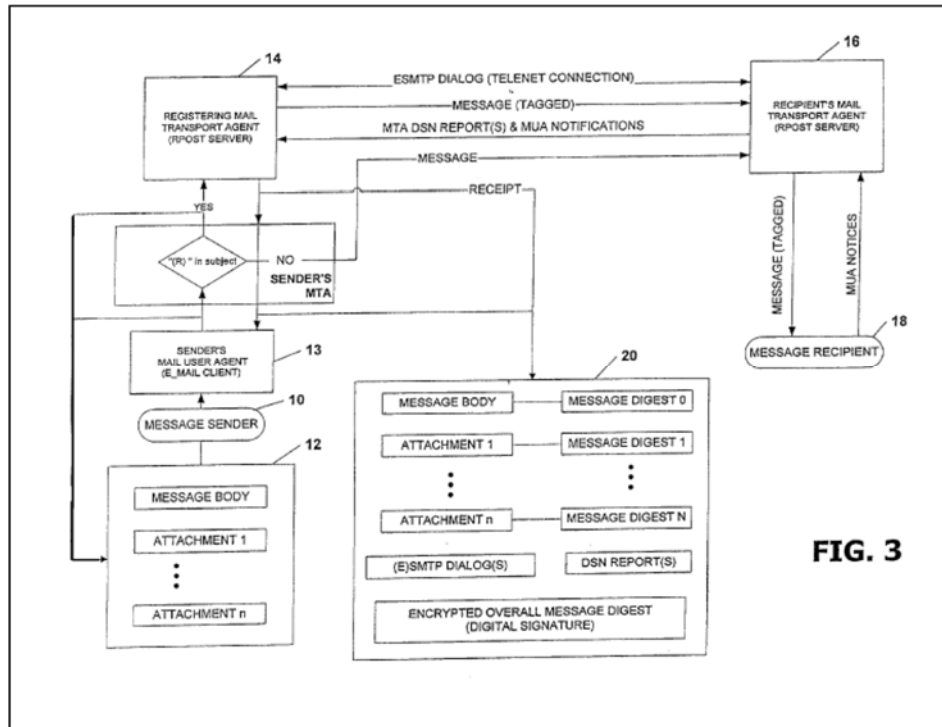 14
16
REGISTERING MAIL
TRANSPORT AGENT
(RPOST SERVER)
ESMTP DIALOG (TELENET CONNECTION)
MESSAGE (TAGGED)
MTA DSN REPORT(S) & MUA NOTIFICATIONS
MESSAGE
RECEIPT
RECIPIENT'S MAIL
TRANSPORT AGENT
(RPOST SERVER)
YES
"(R) " in subject
NO
SENDER'S
MTA
MESSAGE (TAGGED)
MUA NOTICES
18
MESSAGE RECIPIENT
SENDER'S
MAIL USER AGENT
(E_MAIL CLIENT)
13
10
MESSAGE SENDER
12
MESSAGE BODY
ATTACHMENT 1
ATTACHMENT n
20
MESSAGE BODY
MESSAGE DIGEST 0
ATTACHMENT 1
MESSAGE DIGEST 1
ATTACHMENT n
MESSAGE DIGEST N
(E)SMTP DIALOG(S)
DSN REPORT(S)
ENCRYPTED OVERALL MESSAGE DIGEST
(DIGITAL SIGNATURE)
FIG. 3